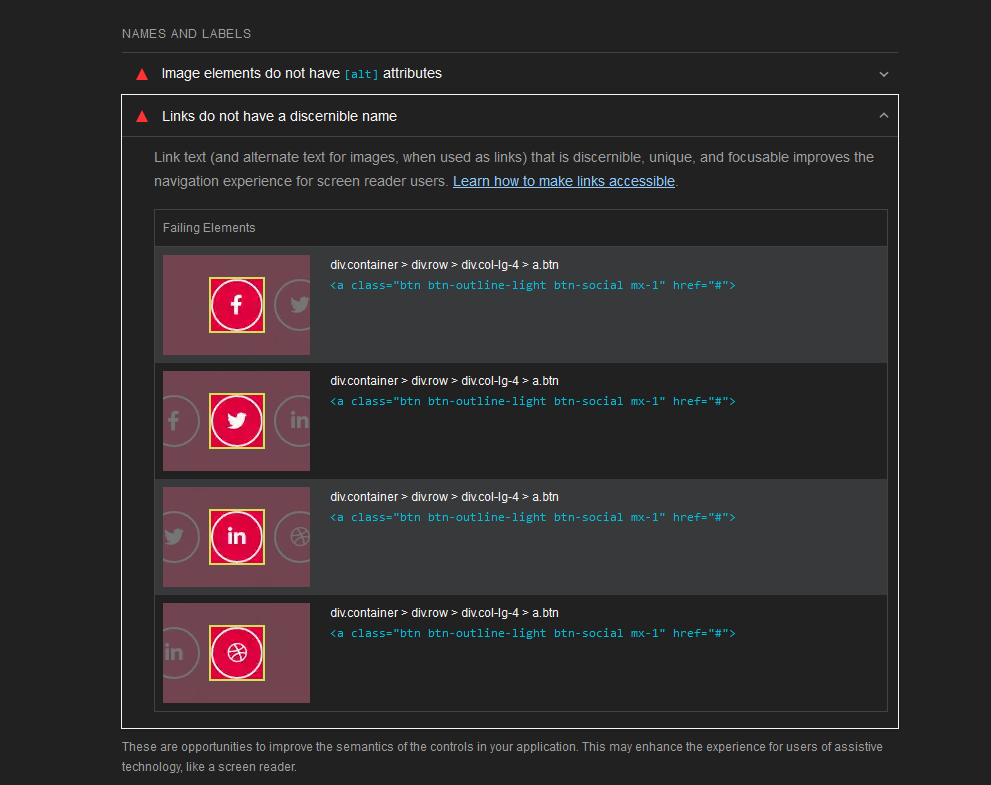 NAMES AND LABELS
Image elements do not have [alt] attributes
Links do not have a discernible name
Link text (and alternate text for images, when used as links) that is discernible, unique, and focusable improves the
navigation experience for screen reader users. Learn how to make links accessible.
Failing Elements
div.container > div.row > div.col-lg-4 > a.btn
<a class="btn btn-outline-light btn-social mx-1" href="#">
div.container > div.row > div.col-lg-4 > a.btn
<a class="btn btn-outline-light btn-social mx-1" href="#">
in
div.container > div.row > div.col-lg-4 > a.btn
<a class="btn btn-outline-light btn-social mx-1" href="#">
in
div.container > div.row > div.col-lg-4 > a.btn
<a class="btn btn-outline-light btn-social mx-1" href="#">
in
These are opportunities to improve the semantics of the controls in your application. This may enhance the experience for users of assistive
technology, like a screen reader.